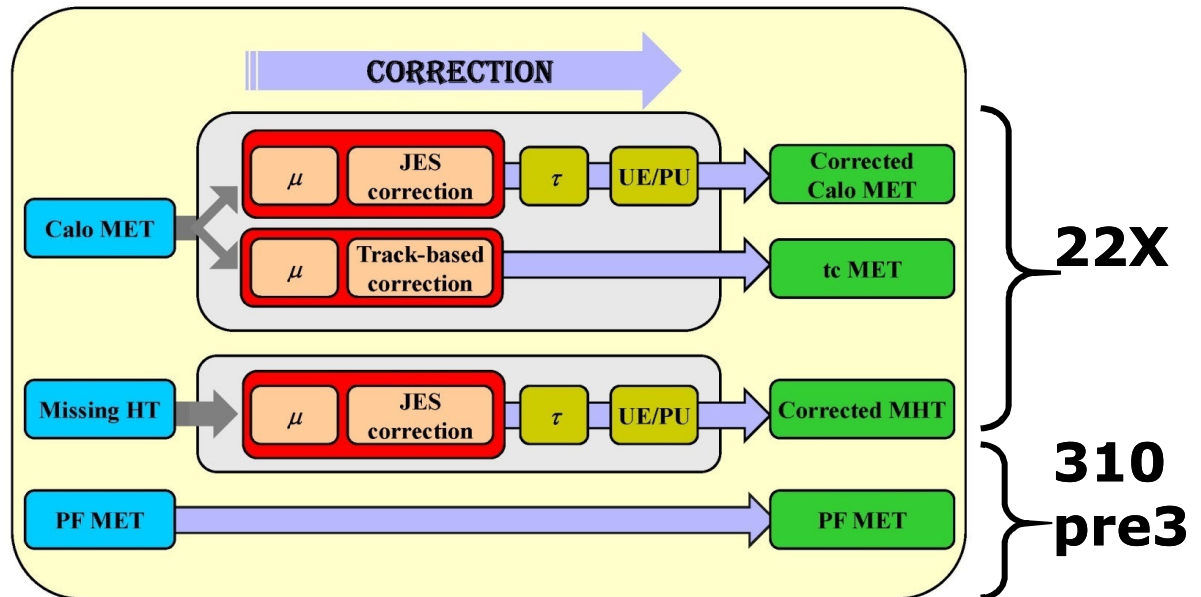 CORRECTION
μ
JES
correction
τ
UE/PU
Corrected
Calo MET
Calo MET
μ
Track-based
correction
tc MET
22X
Missing HT
μ
JES
correction
τ
UE/PU
Corrected MHT
310
pre3
PF MET
PF MET